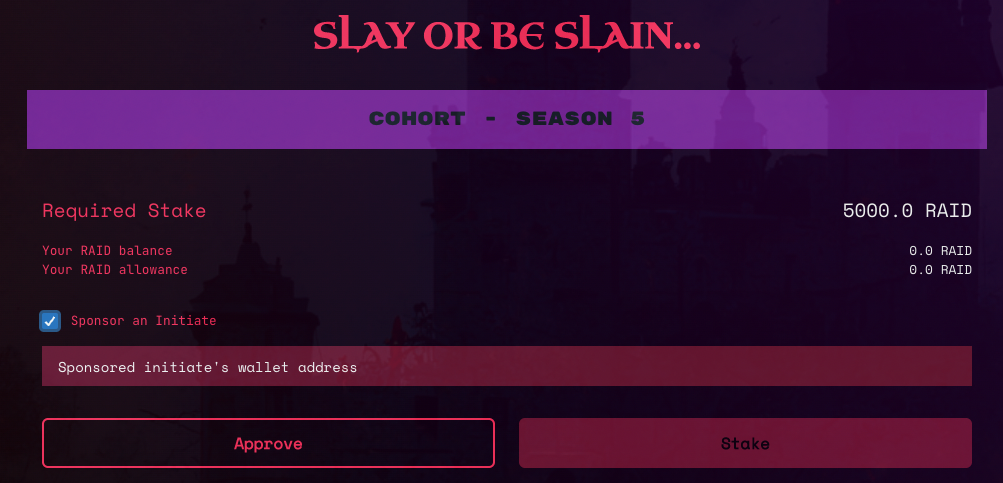 SLAY OR BE SLAIN...
COHORT - SEASON 5
Required Stake 5000.0 RAID
Your RAID balance 0.0 RAID
Your RAID allowance 0.0 RAID
Sponsor an Initiate
Sponsored initiate's wallet address
Approve Stake